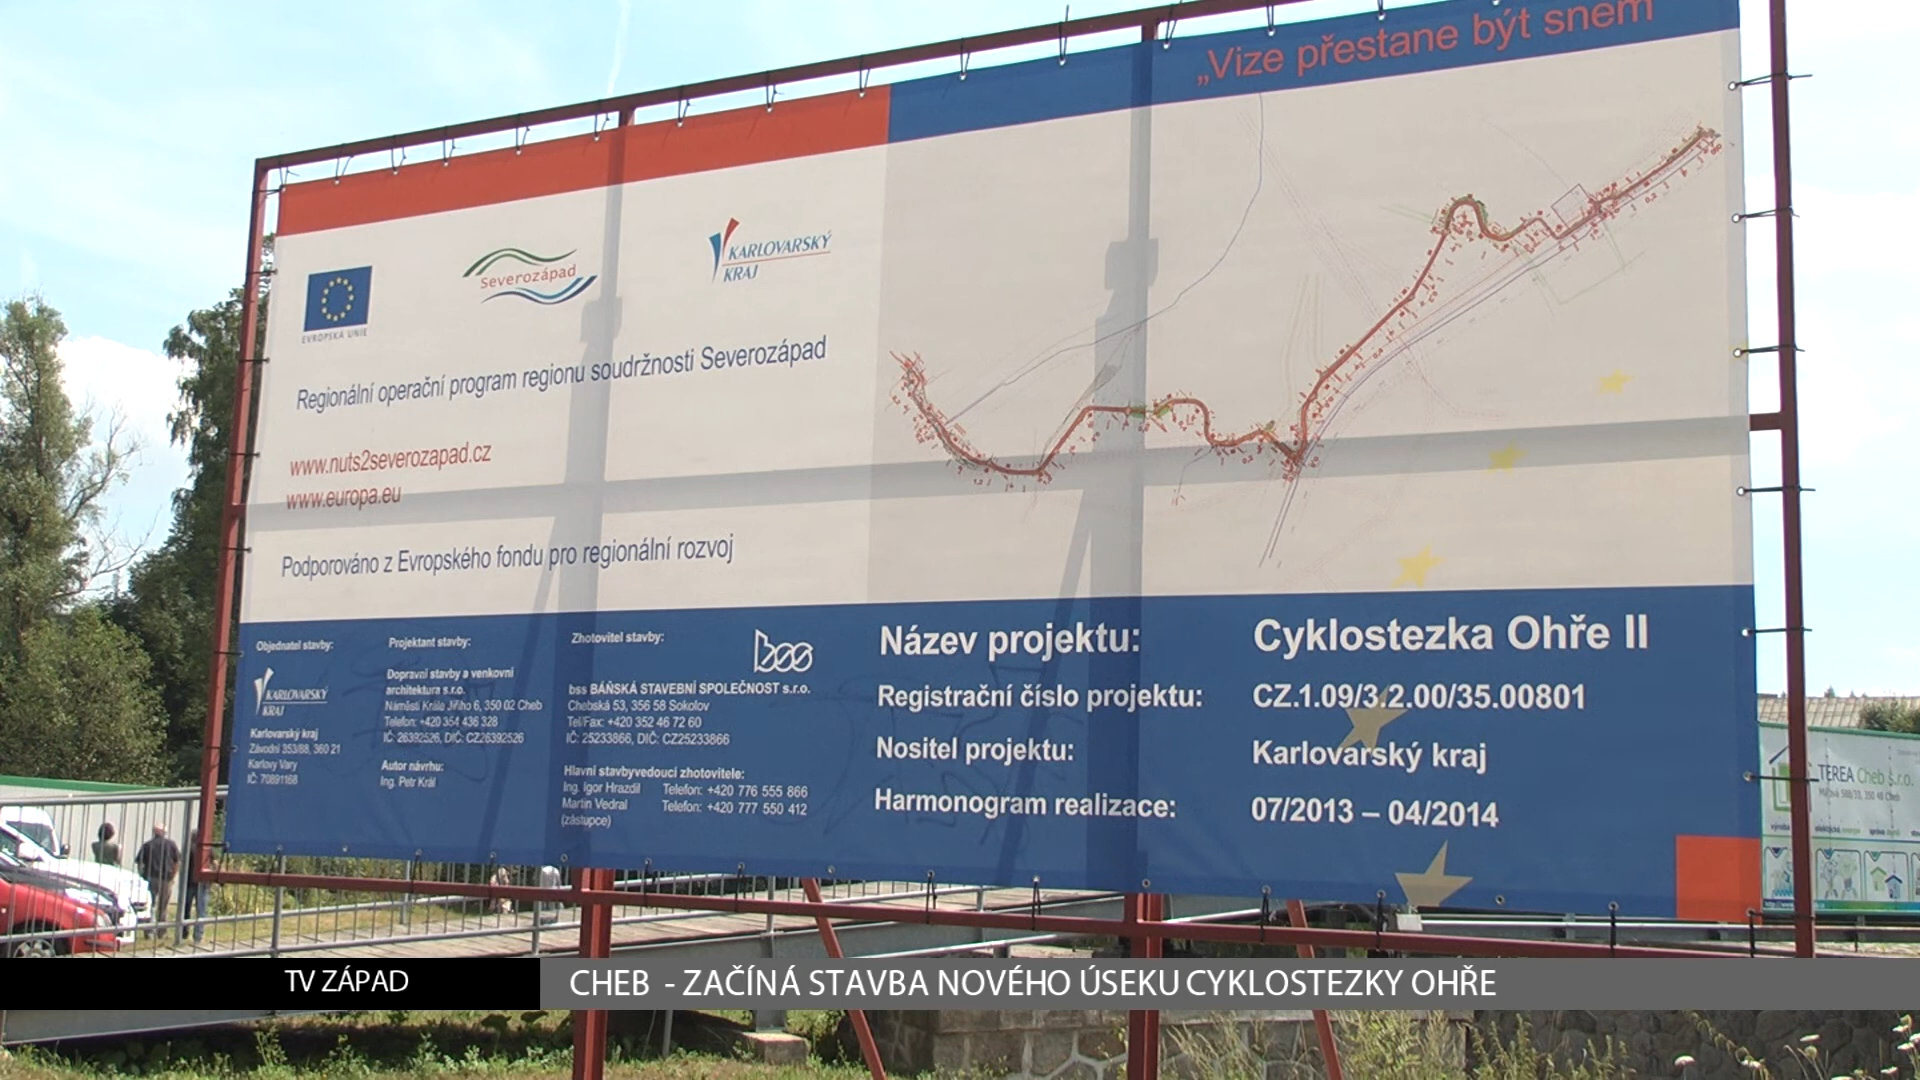 „Vize přestane být snem
EVROPSKÁ UNIE
Severozápad
KARLOVARSKÝ
KRAJ
Regionální operační program regionu soudržnosti Severozápad
www.nuts2severozapad.cz
www.europa.eu
Podporováno z Evropského fondu pro regionální rozvoj
Objednatel stavby:
KARLOVARSKÝ
KRAJ
Karlovarský kraj
Závodní 353/88, 360 21
Karlovy Vary
IČ: 70891168
Projektant stavby:
Dopravní stavby a venkovní
architektura s.r.o.
Náměstí Krále Jiřího 6, 350 02 Cheb
Telefon: +420 354 436 328
IČ: 26392526, DIČ: CZ26392526
Autor návrhu:
Ing. Petr Král
Zhotovitel stavby:
bss
bss BÁŇSKÁ STAVEBNÍ SPOLEČNOST s.r.o.
Chebská 53, 356 58 Sokolov
Tel/Fax: +420 352 46 72 60
IČ: 25233866, DIČ: CZ25233866
Hlavní stavbyvedoucí zhotovitele:
Ing. Igor Hrazdil Telefon: +420 776 555 866
Martin Vedral Telefon: +420 777 550 412
(zástupce)
Název projektu: Cyklostezka Ohře II
Registrační číslo projektu: CZ.1.09/3.2.00/35.00801
Nositel projektu: Karlovarský kraj
Harmonogram realizace: 07/2013 – 04/2014
TEREA Cheb s.r.o.
TV ZÁPAD
CHEB - ZAČÍNÁ STAVBA NOVÉHO ÚSEKU CYKLOSTEZKY OHŘE